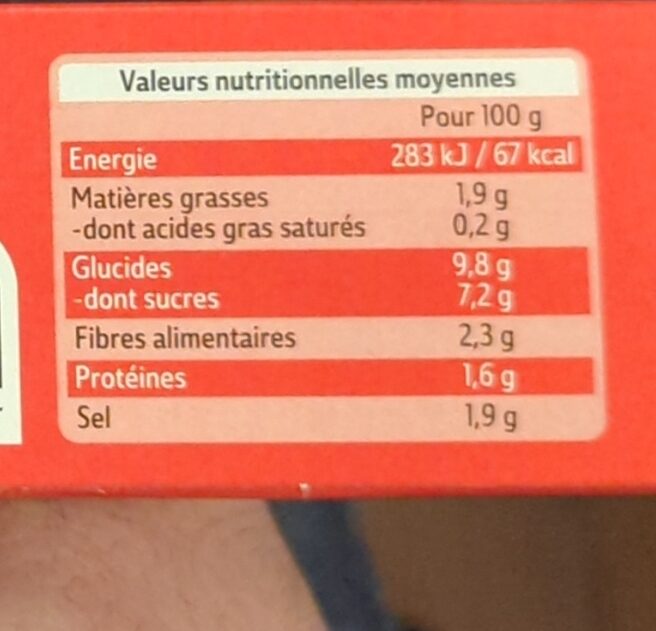 Valeurs nutritionnelles moyennes
Pour 100 g
Energie 283 kJ / 67 kcal
Matières grasses 1,9 g
-dont acides gras saturés 0,2 g
Glucides 9,8 g
-dont sucres 7,2 g
Fibres alimentaires 2,3 g
Protéines 1,6 g
Sel 1,9 g